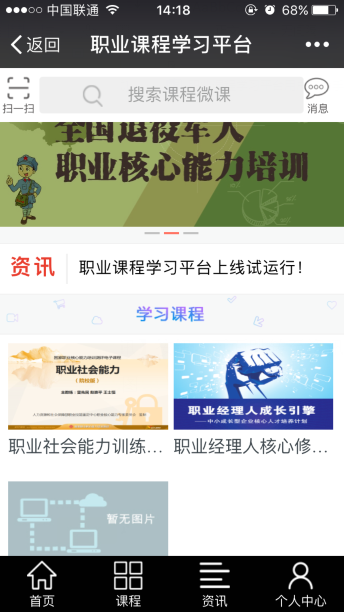 中国联通
14:18
68%
返回
职业课程学习平台
扫一扫
搜索课程微课
消息
全国退役军人
职业核心能力培训
资讯
职业课程学习平台上线试运行！
学习课程
职业社会能力
职业经理人成长引擎
——中小成长型企业核心人才培养计划
职业社会能力训练...
职业经理人核心修...
暂无图片
首页
课程
资讯
个人中心